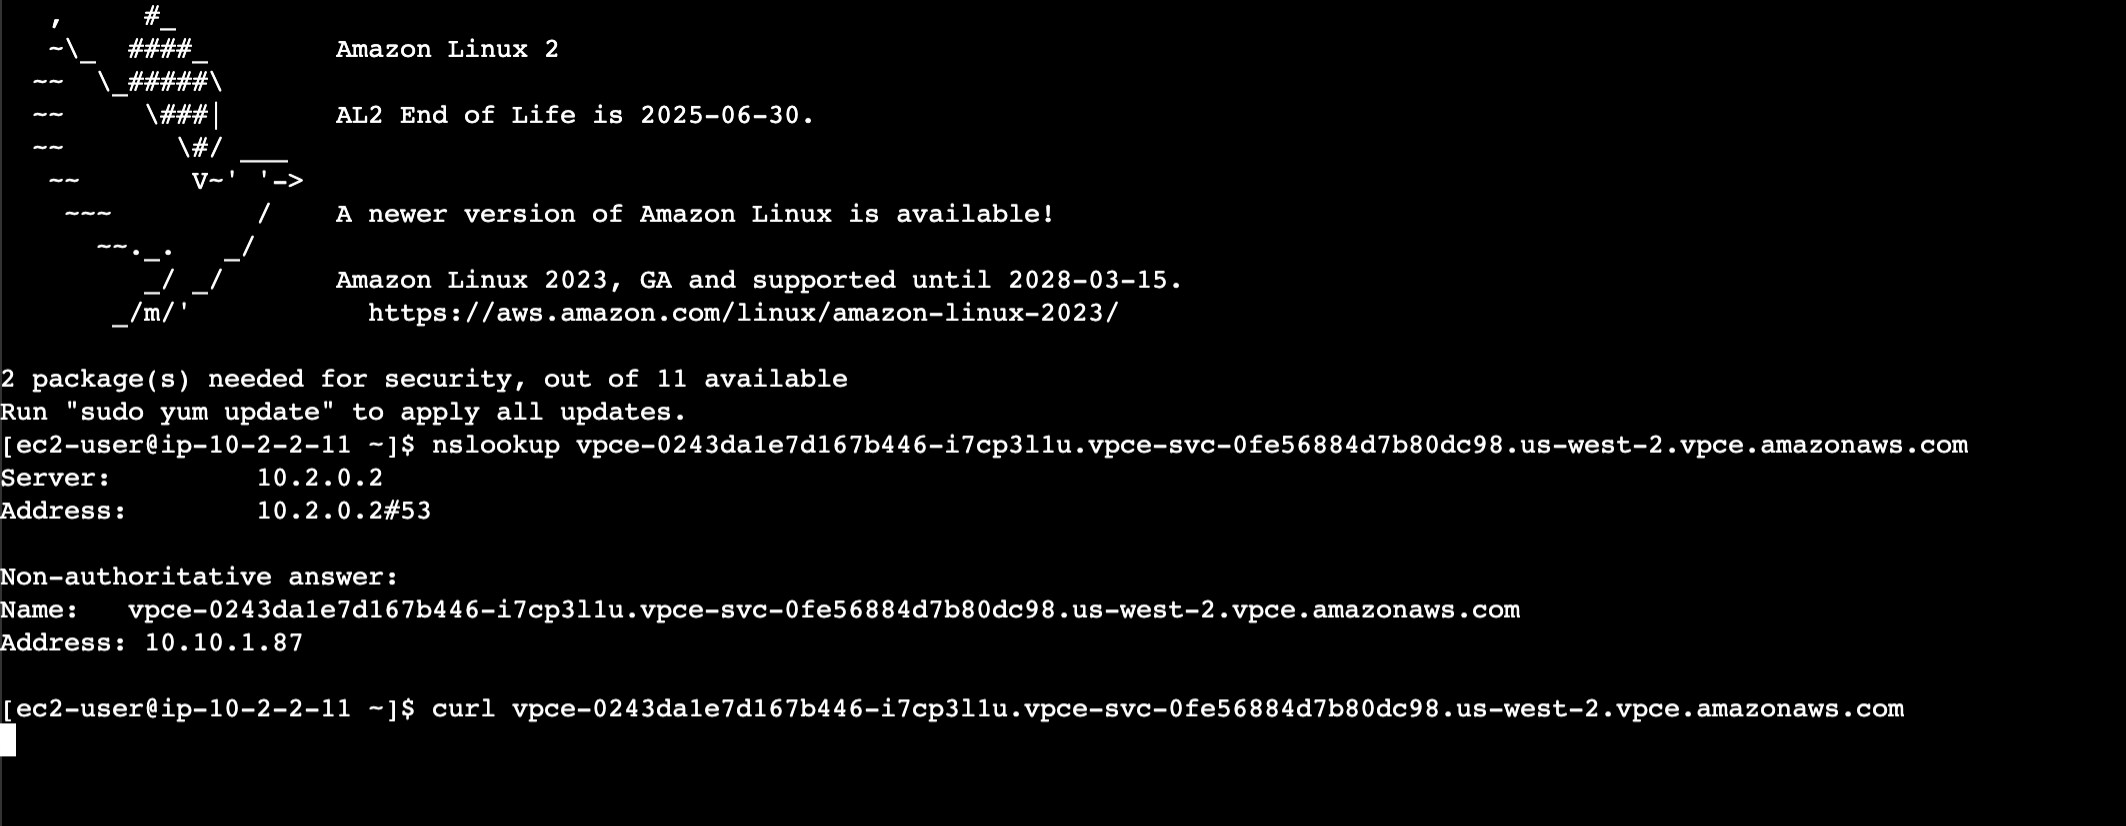 ,     #_
   ~\_  ####_        Amazon Linux 2
  ~~  \_#####\
  ~~     \###|       AL2 End of Life is 2025-06-30.
  ~~       \#/ ___
   ~~       V~' '->
    ~~~         /    A newer version of Amazon Linux is available!
      ~~._.   _/
         _/ _/       Amazon Linux 2023, GA and supported until 2028-03-15.
       _/m/'           https://aws.amazon.com/linux/amazon-linux-2023/
2 package(s) needed for security, out of 11 available
Run "sudo yum update" to apply all updates.
[ec2-user@ip-10-2-2-11 ~]$ nslookup vpce-0243da1e7d167b446-i7cp3l1u.vpce-svc-0fe56884d7b80dc98.us-west-2.vpce.amazonaws.com
Server:         10.2.0.2
Address:        10.2.0.2#53
Non-authoritative answer:
Name:   vpce-0243da1e7d167b446-i7cp3l1u.vpce-svc-0fe56884d7b80dc98.us-west-2.vpce.amazonaws.com
Address: 10.10.1.87
[ec2-user@ip-10-2-2-11 ~]$ curl vpce-0243da1e7d167b446-i7cp3l1u.vpce-svc-0fe56884d7b80dc98.us-west-2.vpce.amazonaws.com